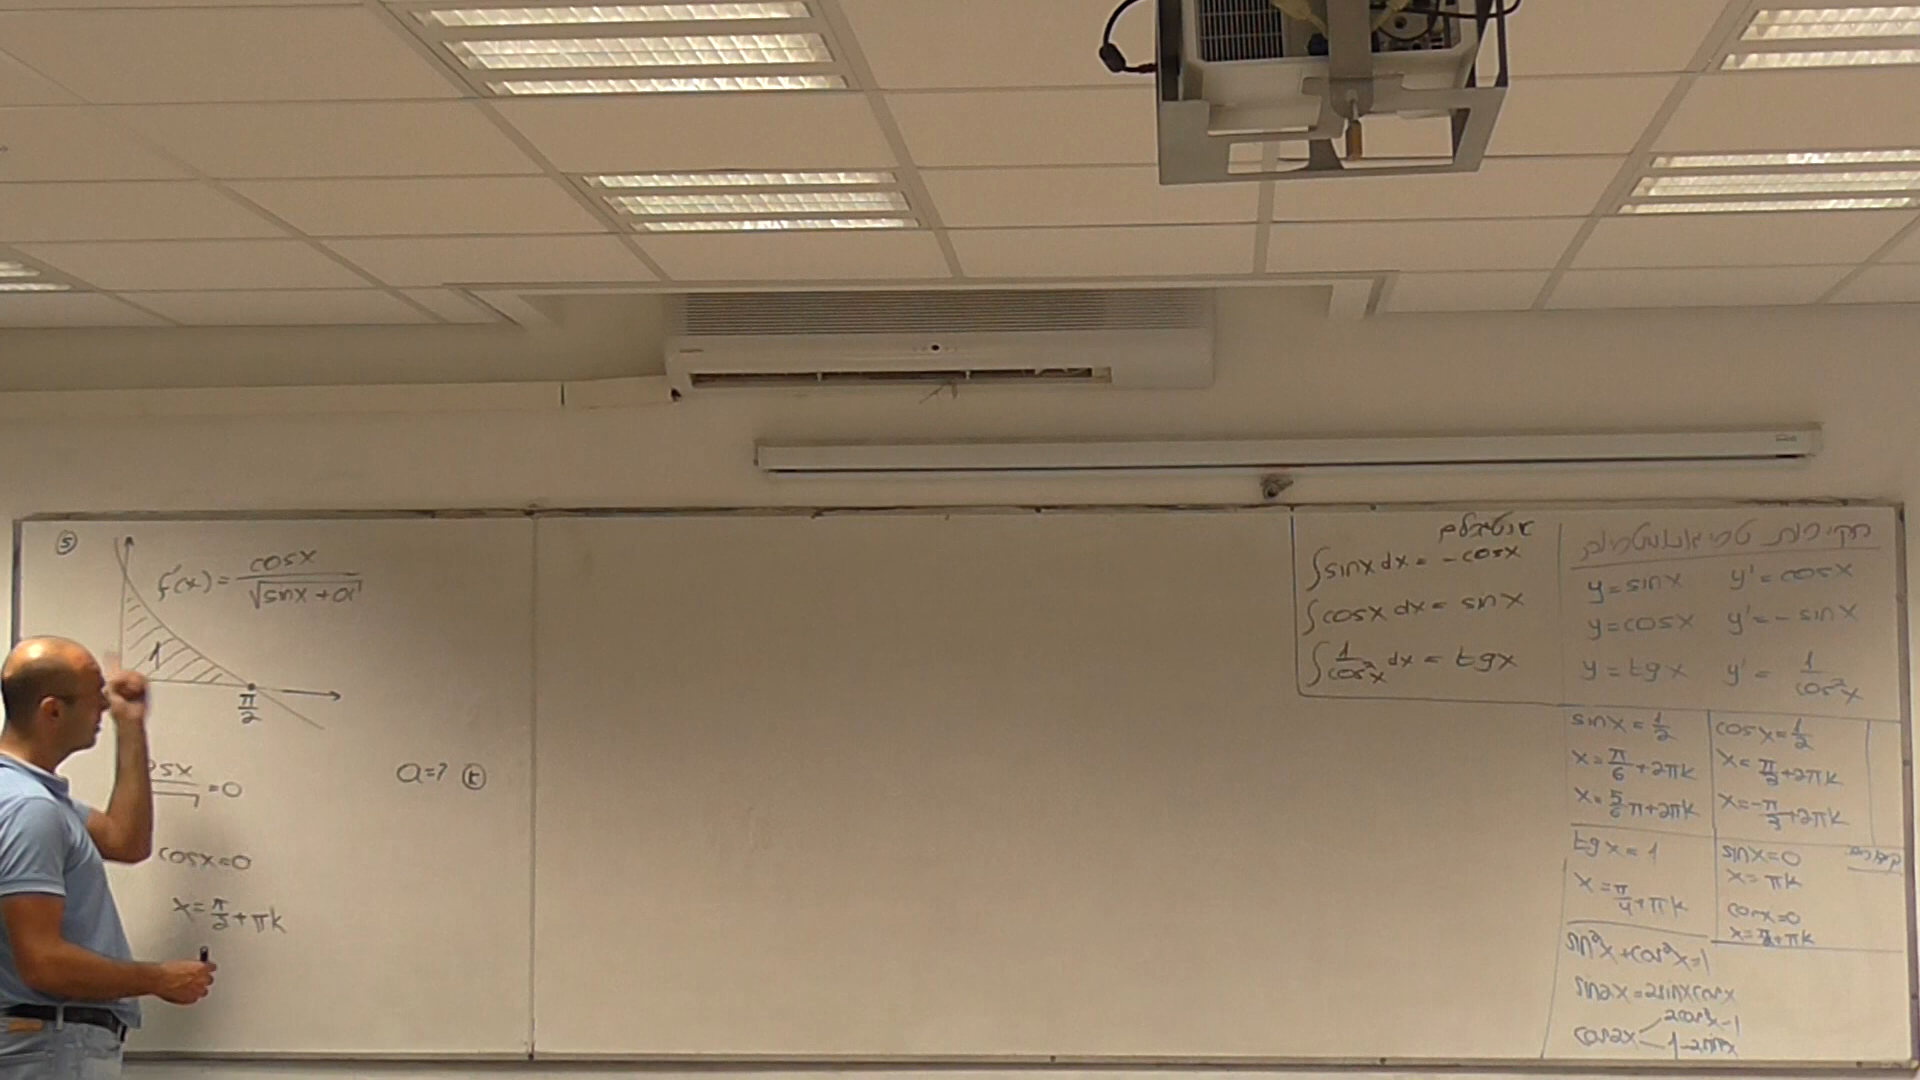 ⑤
f'(x) = cosx / √(sinx + a)
1
π/2
=0
a=? ⓚ
cosx=0
x=π/2+πk
∫sinx dx = -cosx
∫cosx dx = sinx
∫1/cos²x dx = tgx
y=sinx y'=cosx
y=cosx y'=-sinx
y=tgx y'=1/cos²x
sinx=1/2
x=π/6+2πk
x=5/6π+2πk
cosx=1/2
x=π/3+2πk
x=-π/3+2πk
tgx=1
x=π/4+πk
sinx=0
x=πk
cosx=0
x=π/2+πk
sin²x+cos²x=1
sin2x=2sinxcosx
cos2x
2cos²x-1
1-2sin²x